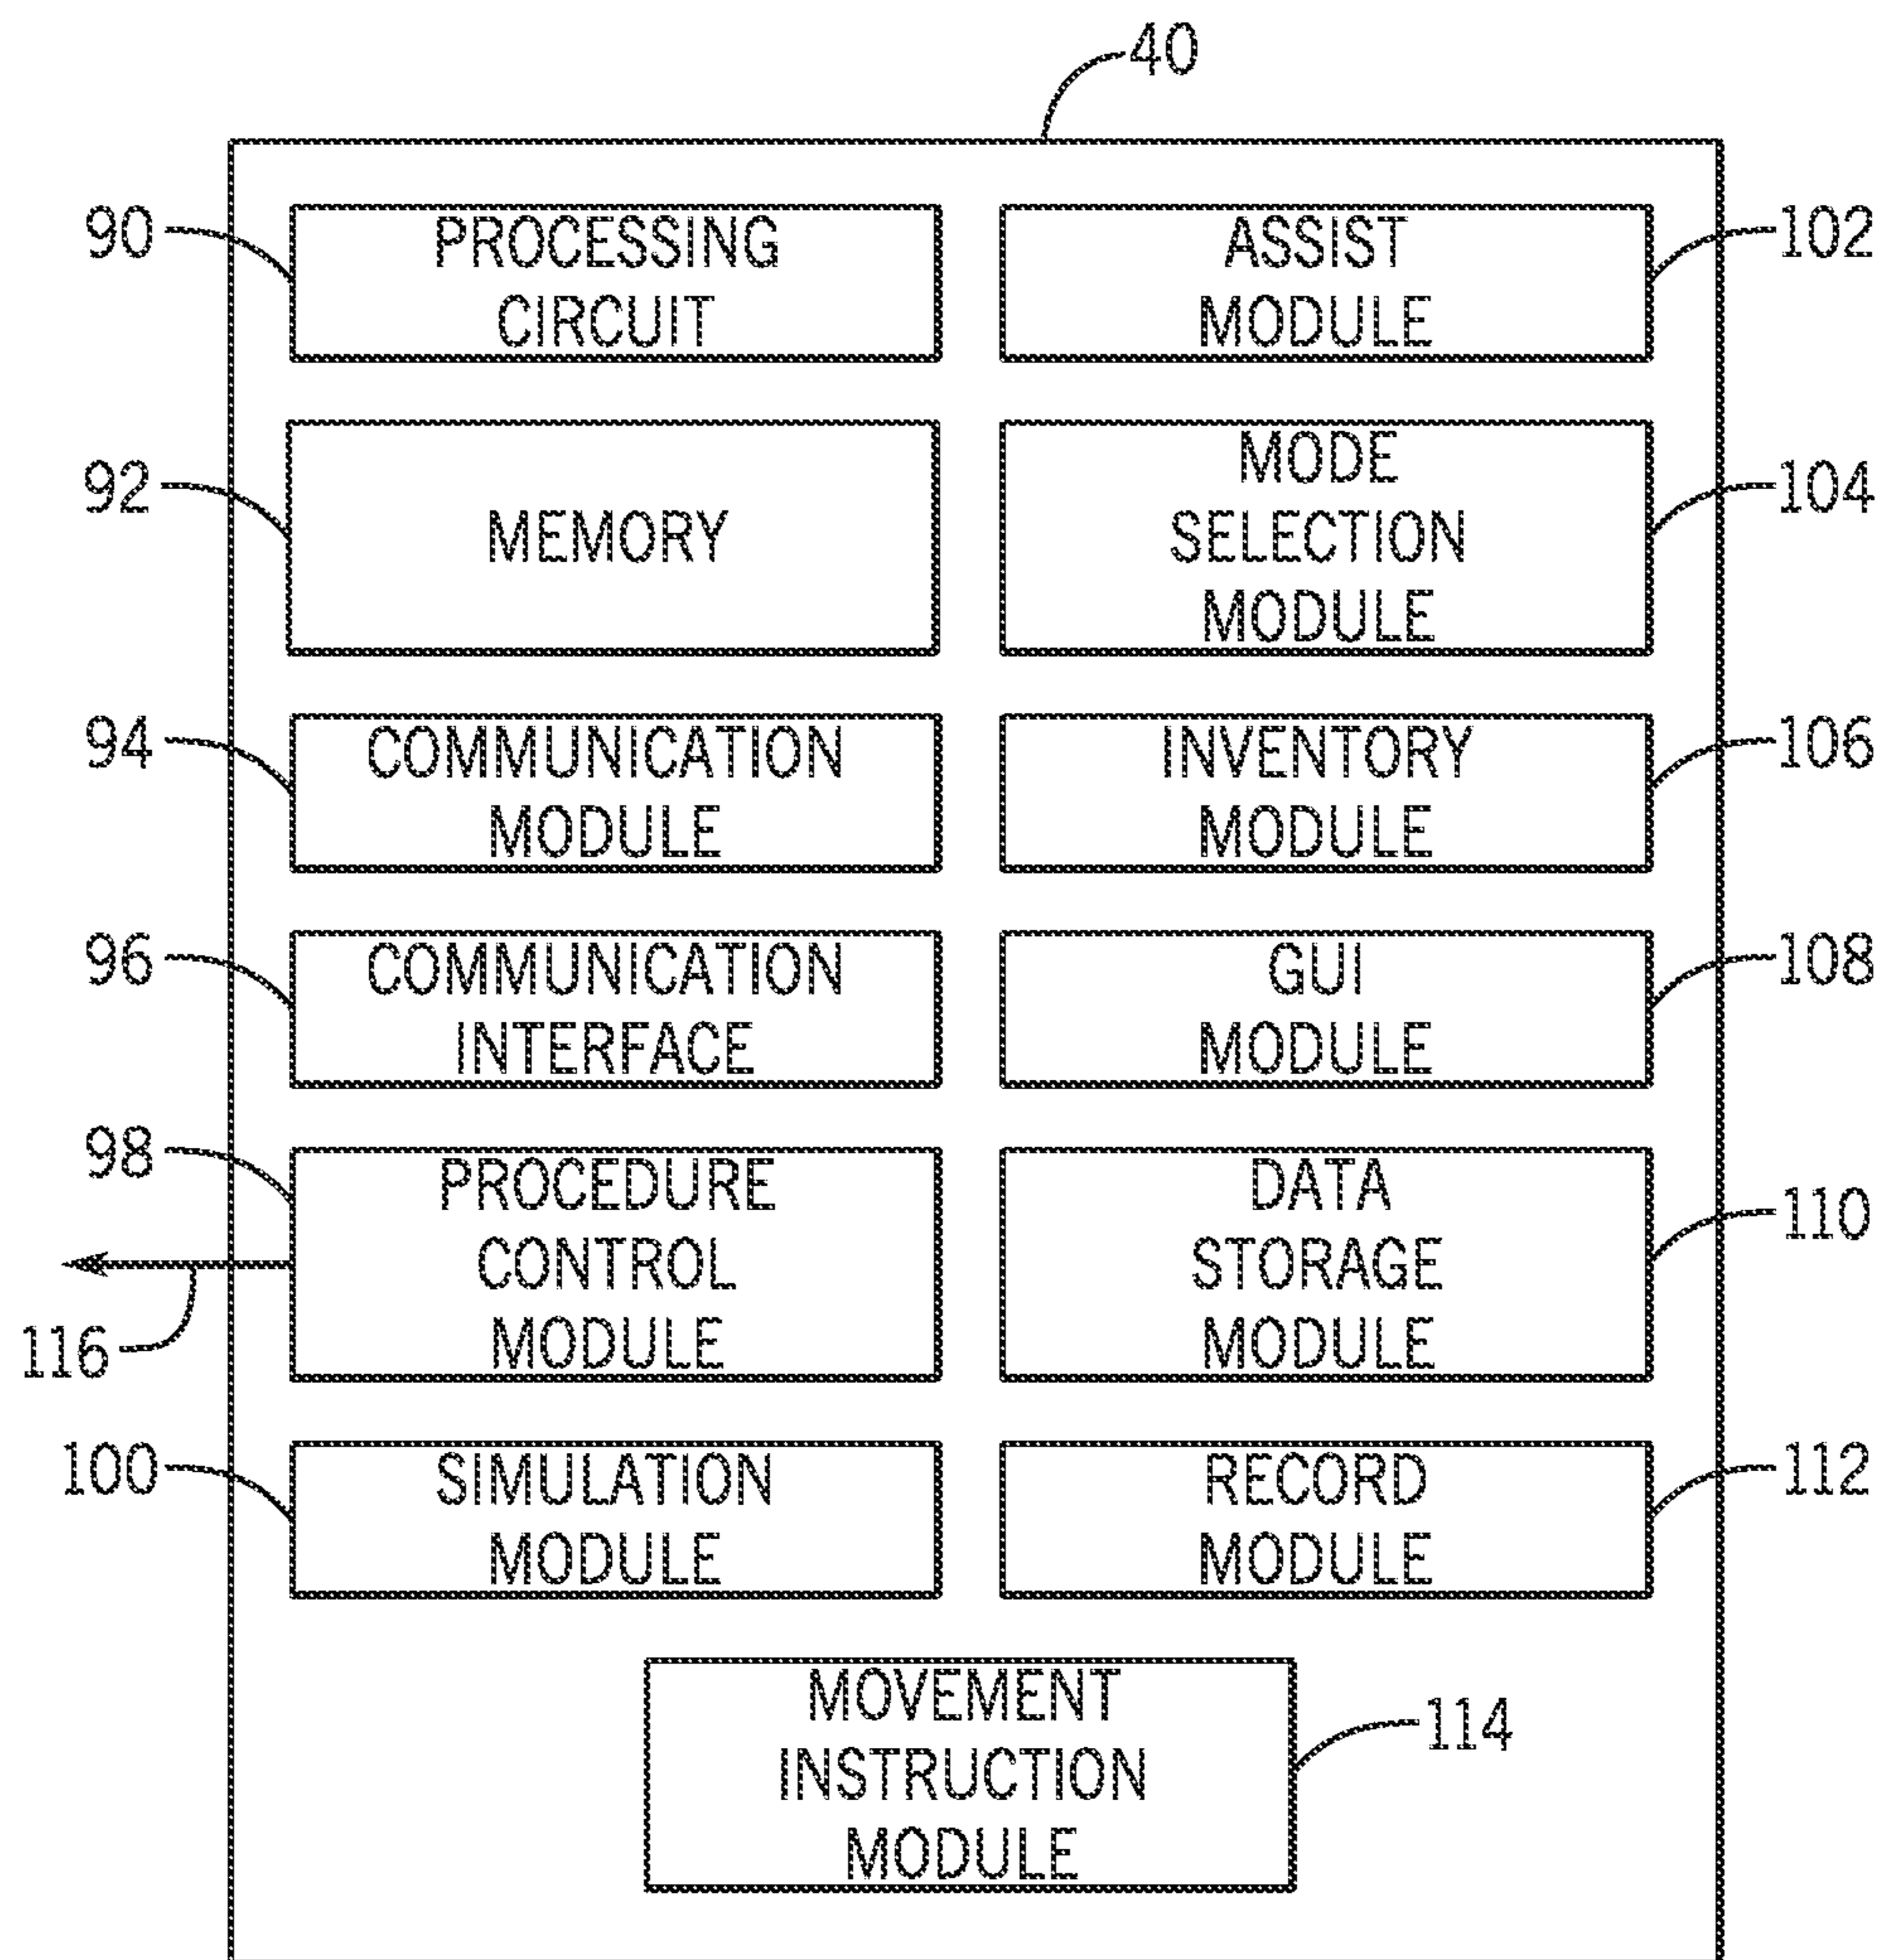 40
90
PROCESSING
CIRCUIT
ASSIST
MODULE
102
92
MEMORY
MODE
SELECTION
MODULE
104
94
COMMUNICATION
MODULE
INVENTORY
MODULE
106
96
COMMUNICATION
INTERFACE
GUI
MODULE
108
98
PROCEDURE
CONTROL
MODULE
116
DATA
STORAGE
MODULE
110
100
SIMULATION
MODULE
RECORD
MODULE
112
MOVEMENT
INSTRUCTION
MODULE
114